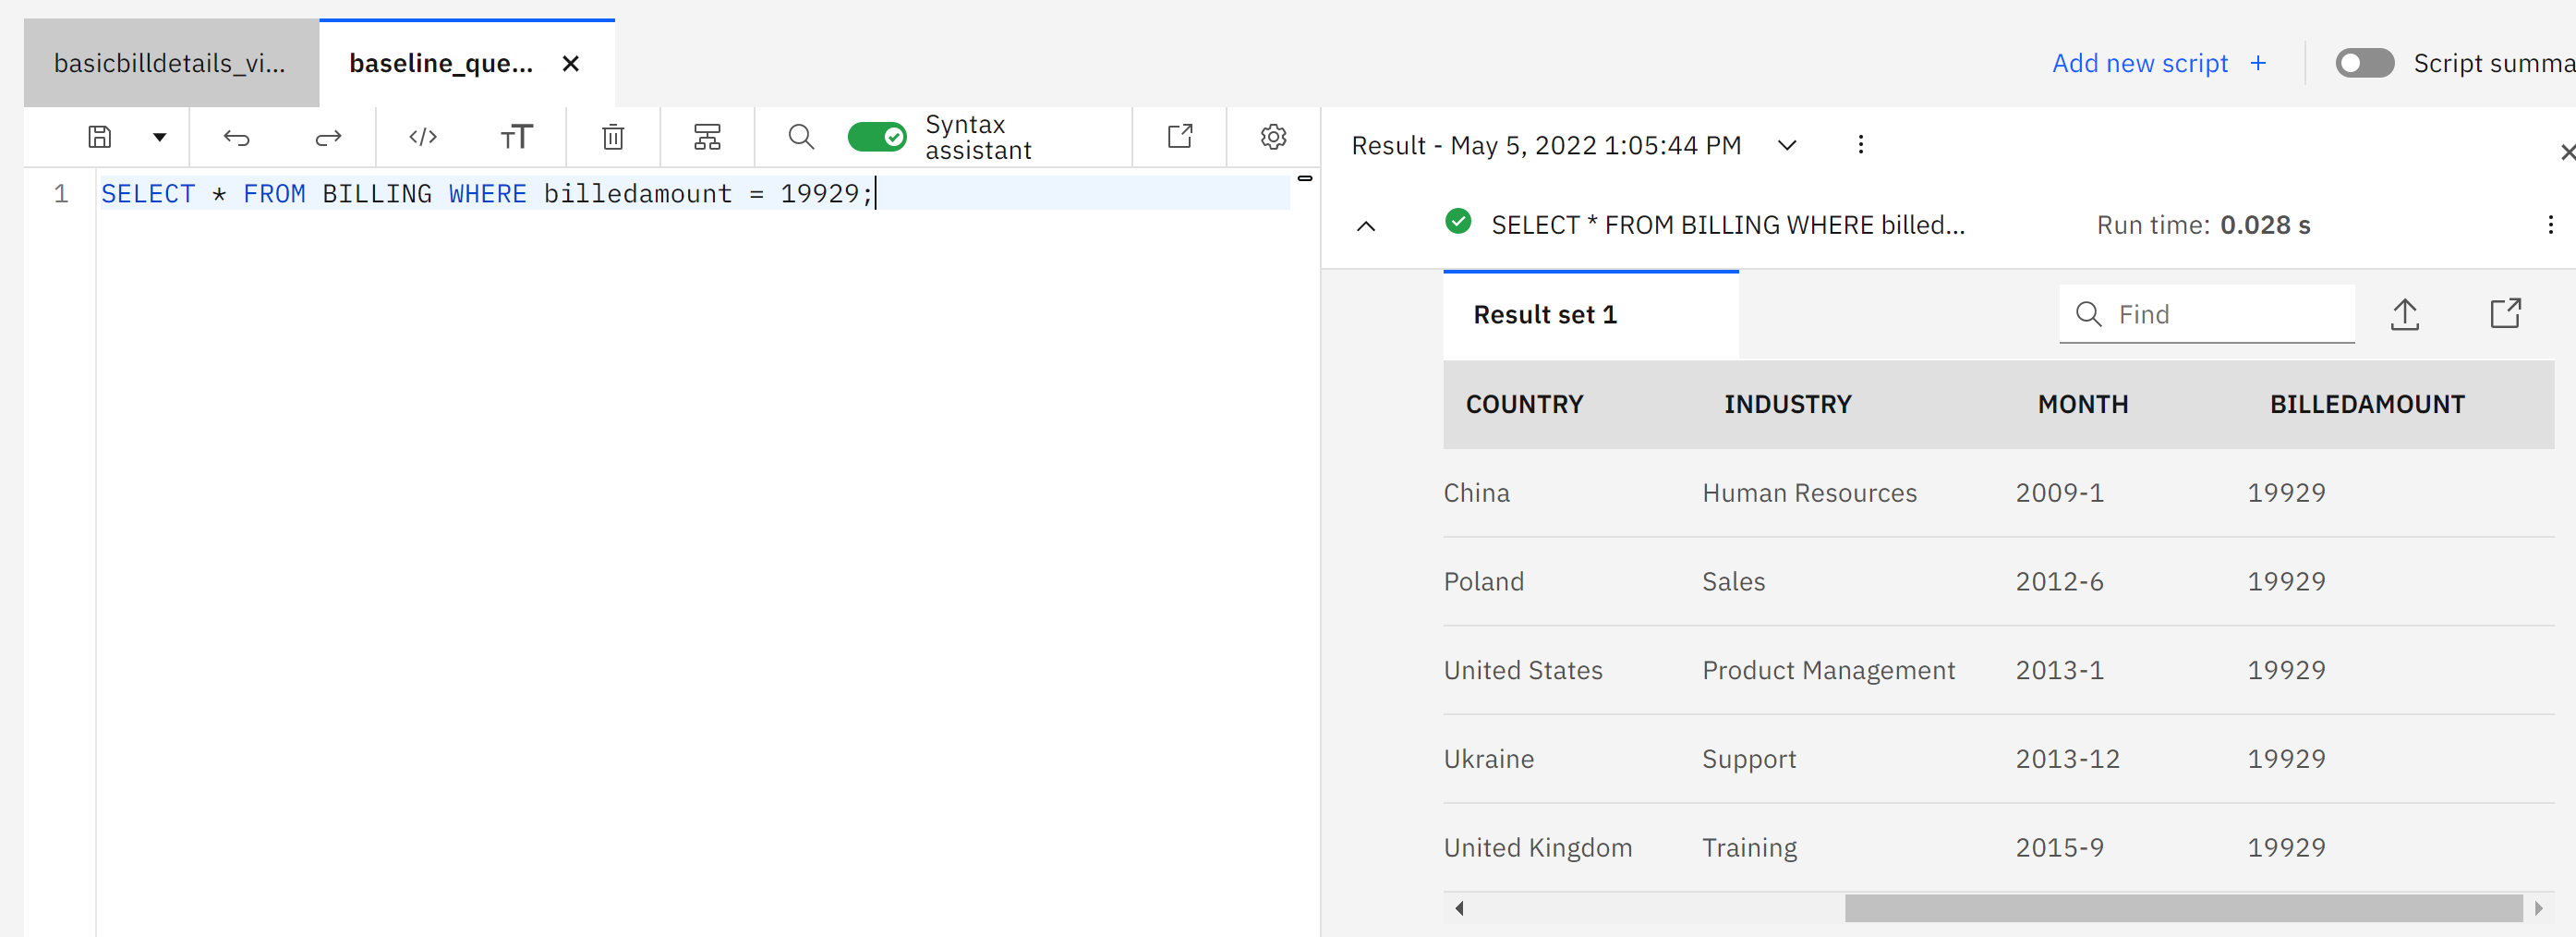 basicbilldetails_vi...
baseline_que...
Add new script +
Script summa
Syntax
assistant
Result - May 5, 2022 1:05:44 PM
1 SELECT * FROM BILLING WHERE billedamount = 19929;
SELECT * FROM BILLING WHERE billed... Run time: 0.028 s
Result set 1
Find
COUNTRY INDUSTRY MONTH BILLEDAMOUNT
China Human Resources 2009-1 19929
Poland Sales 2012-6 19929
United States Product Management 2013-1 19929
Ukraine Support 2013-12 19929
United Kingdom Training 2015-9 19929